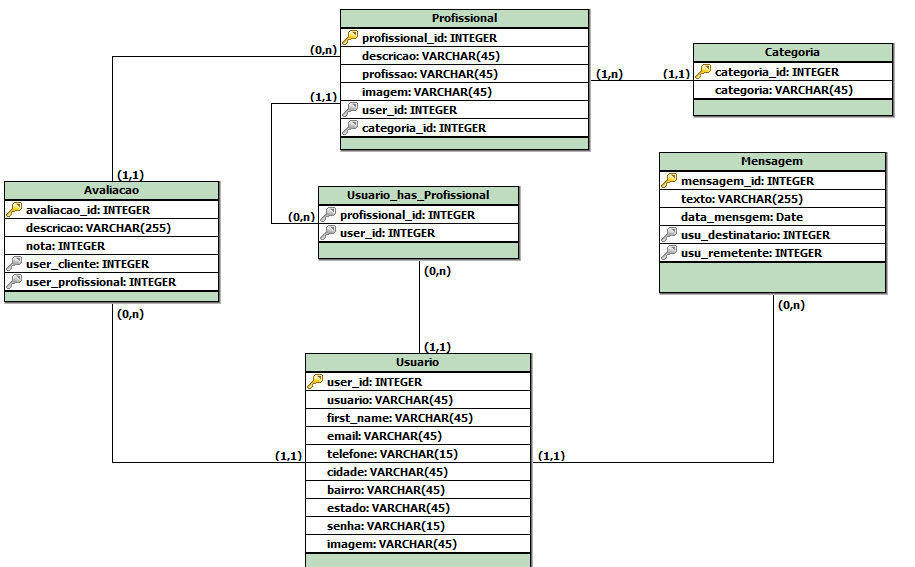 Profissional
profissional_id: INTEGER
descricao: VARCHAR(45)
profissao: VARCHAR(45)
imagem: VARCHAR(45)
user_id: INTEGER
categoria_id: INTEGER
(0,n)
(1,1)
(1,n)
(1,1)
Categoria
categoria_id: INTEGER
categoria: VARCHAR(45)
(1,1)
Avaliacao
avaliacao_id: INTEGER
descricao: VARCHAR(255)
nota: INTEGER
user_cliente: INTEGER
user_profissional: INTEGER
(0,n)
(0,n)
Usuario_has_Profissional
profissional_id: INTEGER
user_id: INTEGER
(0,n)
Mensagem
mensagem_id: INTEGER
texto: VARCHAR(255)
data_mensgem: Date
usu_destinatario: INTEGER
usu_remetente: INTEGER
(0,n)
(1,1)
Usuario
user_id: INTEGER
usuario: VARCHAR(45)
first_name: VARCHAR(45)
email: VARCHAR(45)
telefone: VARCHAR(15)
cidade: VARCHAR(45)
bairro: VARCHAR(45)
estado: VARCHAR(45)
senha: VARCHAR(15)
imagem: VARCHAR(45)
(1,1)
(1,1)